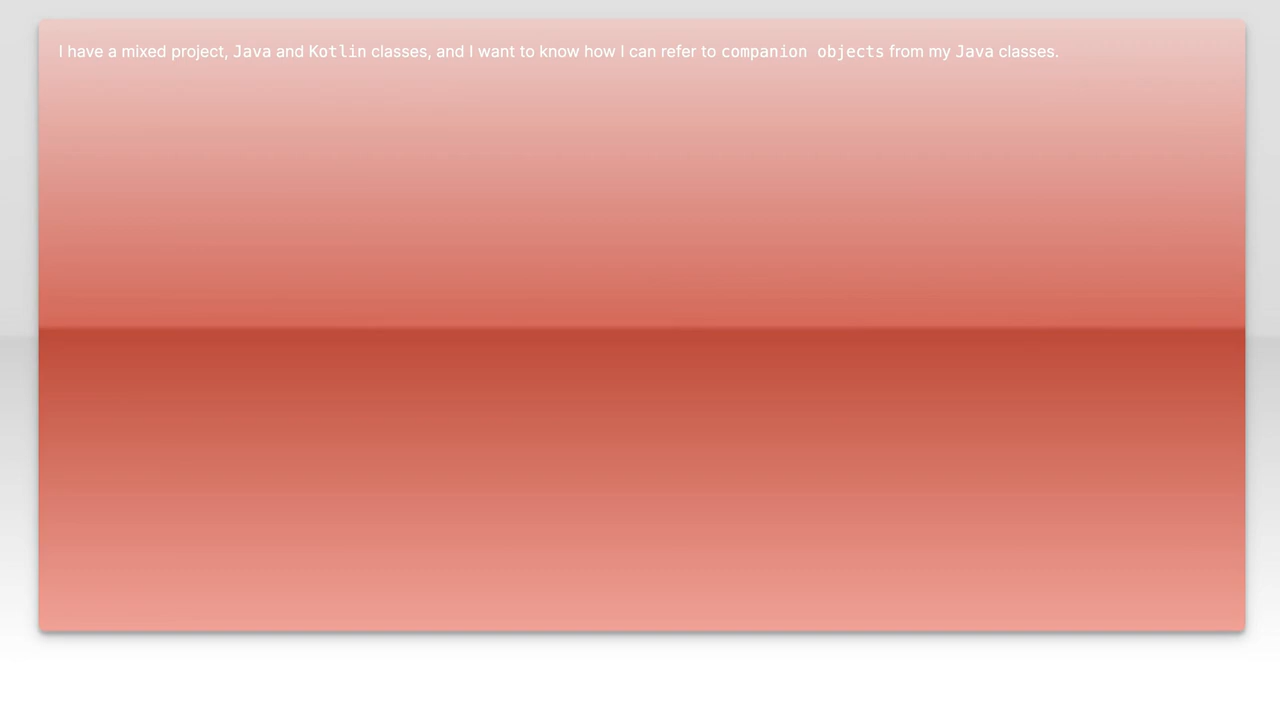 I have a mixed project, Java and Kotlin classes, and I want to know how I can refer to companion objects from my Java classes.